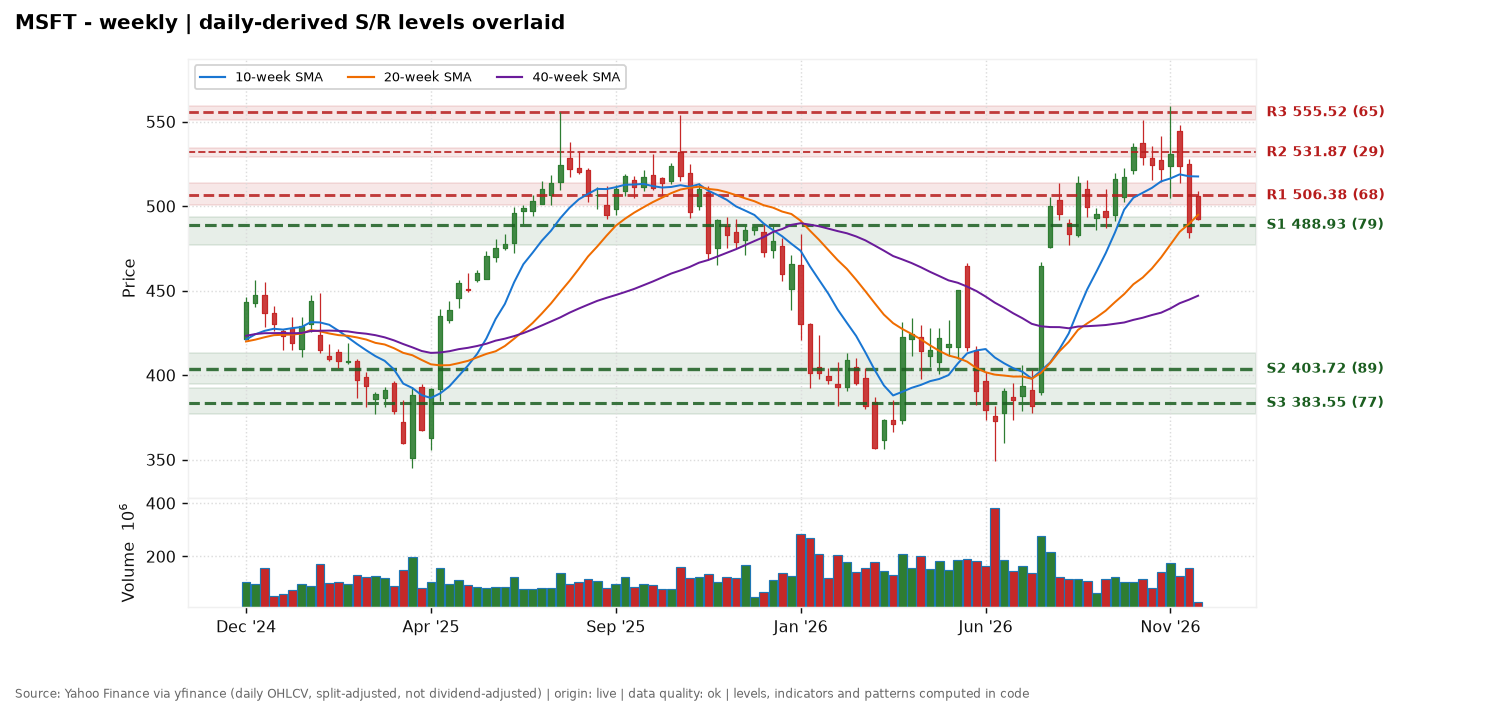 MSFT - weekly | daily-derived S/R levels overlaid
10-week SMA 20-week SMA 40-week SMA
R3 555.52 (65)
550
R2 531.87 (29)
R1 506.38 (68)
500
S1 488.93 (79)
Price
450
400
S2 403.72 (89)
S3 383.55 (77)
350
400
Volume 10⁶
200
Dec '24 Apr '25 Sep '25 Jan '26 Jun '26 Nov '26
Source: Yahoo Finance via yfinance (daily OHLCV, split-adjusted, not dividend-adjusted) | origin: live | data quality: ok | levels, indicators and patterns computed in code